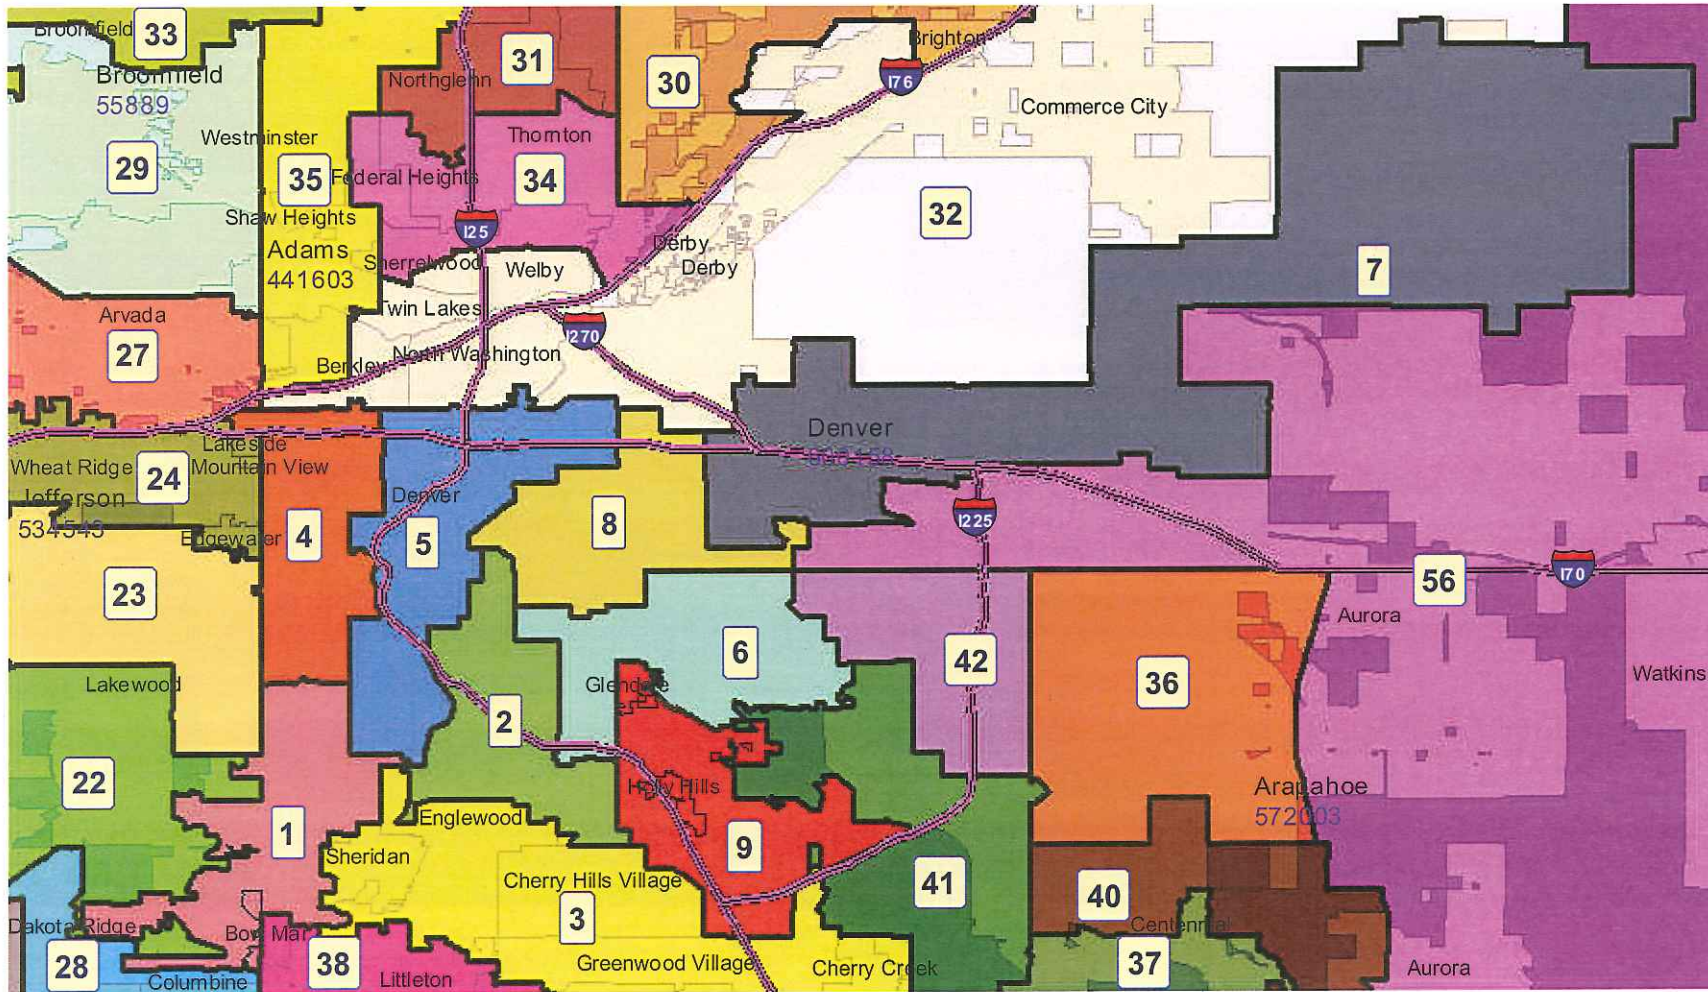 Broomfield
33
Broomfield
55889
29
Westminster
35
Shaw Heights
Adams
441603
Northglenn
31
30
Brighton
I76
Commerce City
Thornton
Federal Heights
34
I25
32
7
Sherrelwood
Welby
Derby
Derby
Twin Lakes
I270
North Washington
Berkley
Arvada
27
Lakeside
Mountain View
Wheat Ridge
24
Jefferson
534543
Edgewater
Denver
Denver
4
5
8
I225
23
I70
56
Aurora
Watkins
6
42
36
Lakewood
Glendale
2
22
Holly Hills
Arapahoe
572003
1
Englewood
Sheridan
9
Cherry Hills Village
3
41
40
Centennial
37
Dakota Ridge
Bow Mar
28
38
Columbine
Littleton
Greenwood Village
Cherry Creek
Aurora